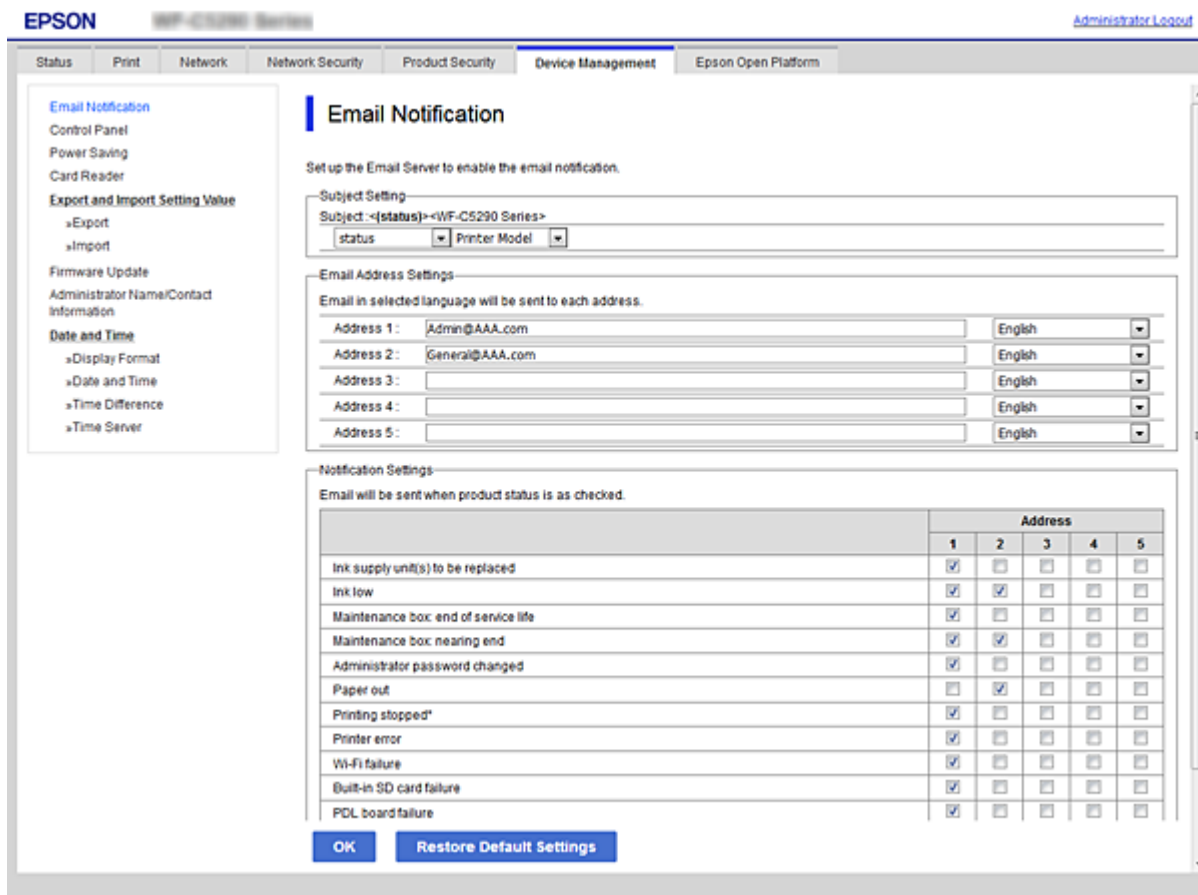 EPSON
Administrator Logout
Status Print Network Network Security Product Security Device Management Epson Open Platform
Email Notification
Control Panel
Power Saving
Card Reader
Export and Import Setting Value
»Export
»Import
Firmware Update
Administrator Name/Contact
Information
Date and Time
»Display Format
»Date and Time
»Time Difference
»Time Server
Email Notification
Set up the Email Server to enable the email notification.
Subject Setting
Subject :<(status)><WF-C5290 Series>
status Printer Model
Email Address Settings
Email in selected language will be sent to each address.
Address 1 : Admin@AAA.com English
Address 2 : General@AAA.com English
Address 3 : English
Address 4 : English
Address 5 : English
Notification Settings
Email will be sent when product status is as checked.
Address
1 2 3 4 5
Ink supply unit(s) to be replaced
Ink low
Maintenance box: end of service life
Maintenance box: nearing end
Administrator password changed
Paper out
Printing stopped*
Printer error
Wi-Fi failure
Built-in SD card failure
PDL board failure
OK Restore Default Settings